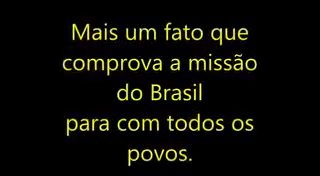 Mais um fato que
comprova a missão
do Brasil
para com todos os
povos.